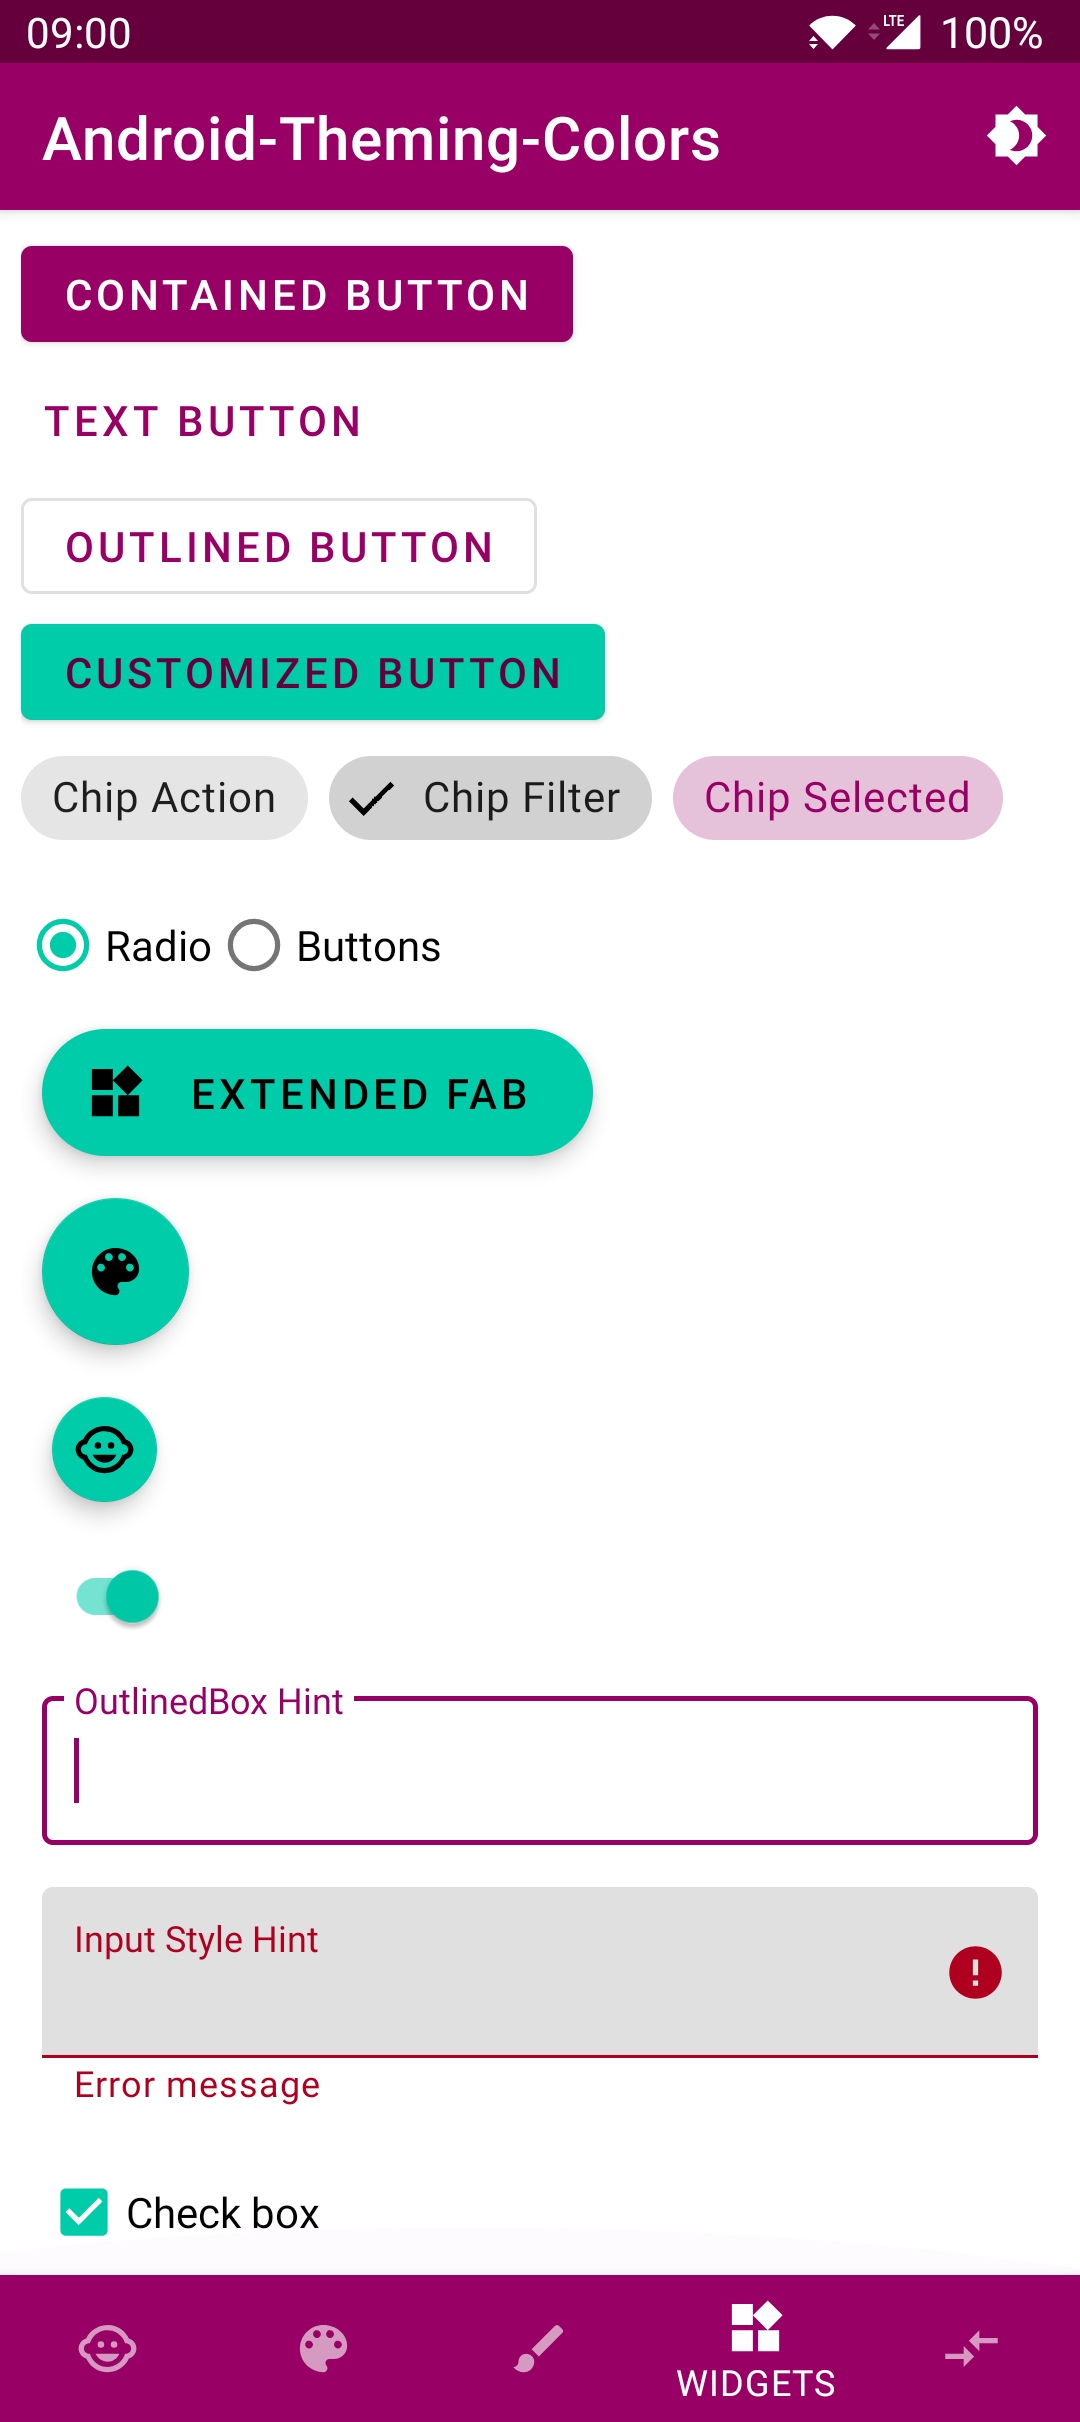 09:00 LTE 100%
Android-Theming-Colors
CONTAINED BUTTON
TEXT BUTTON
OUTLINED BUTTON
CUSTOMIZED BUTTON
Chip Action Chip Filter Chip Selected
Radio Buttons
EXTENDED FAB
OutlinedBox Hint
Input Style Hint
Error message
Check box
WIDGETS